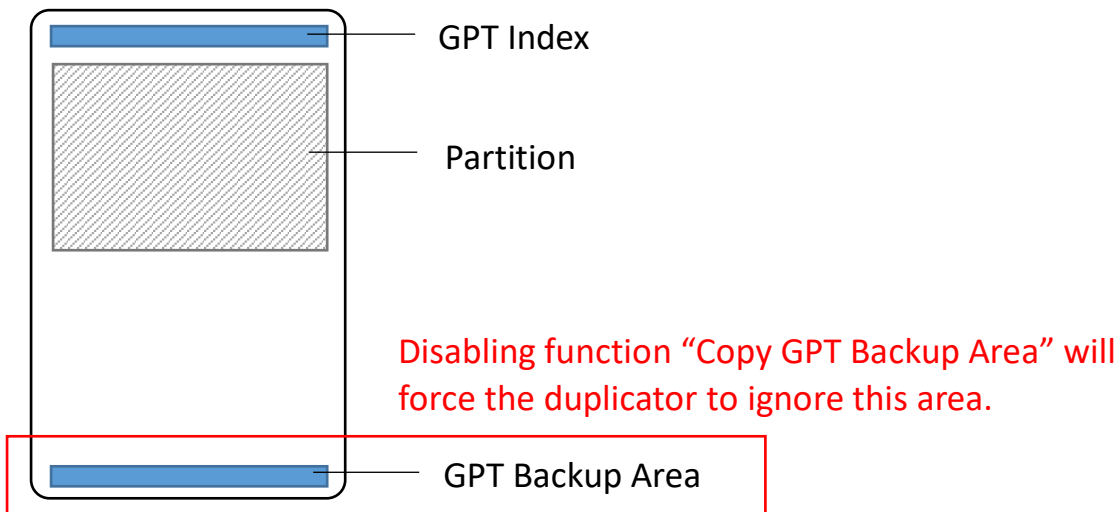 GPT Index
Partition
Disabling function “Copy GPT Backup Area” will
force the duplicator to ignore this area.
GPT Backup Area